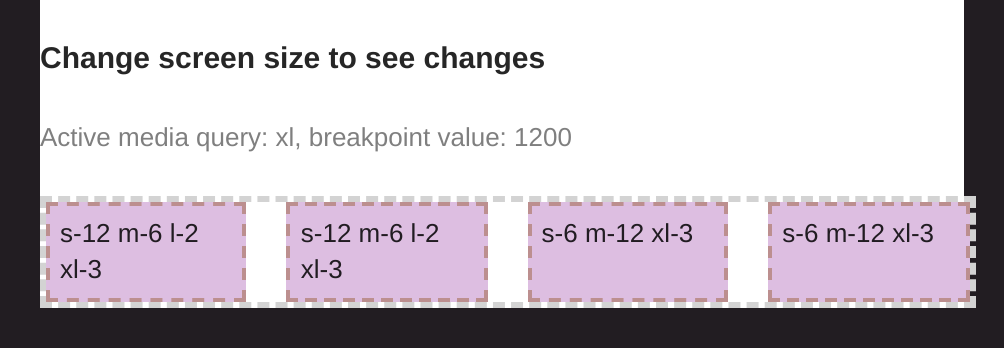 Change screen size to see changes
Active media query: xl, breakpoint value: 1200
s-12 m-6 l-2
xl-3
s-12 m-6 l-2
xl-3
s-6 m-12 xl-3
s-6 m-12 xl-3